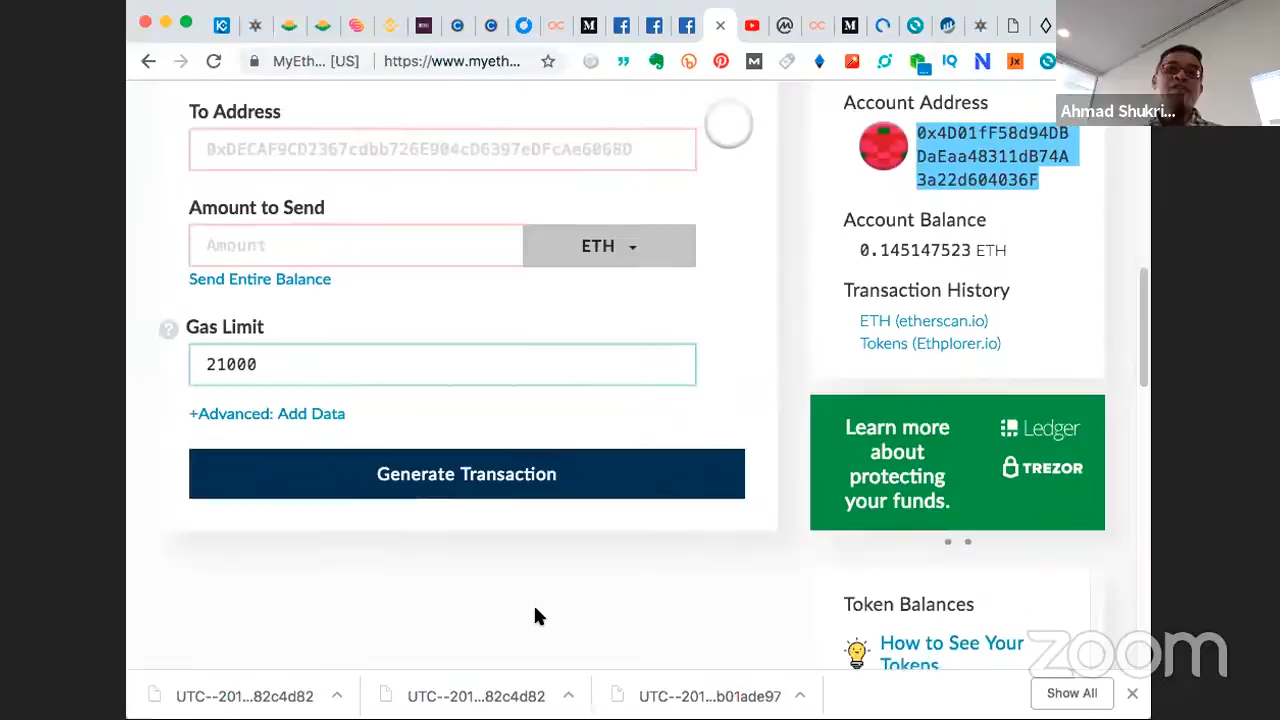 MyEth... [US]
https://www.myeth...
IQ
N
Jx
Ahmad Shukri...
To Address
0xDECAF9CD2367cdbb726E904cD6397eDFcAe6068D
Amount to Send
Amount
ETH
Send Entire Balance
Gas Limit
21000
+Advanced: Add Data
Generate Transaction
Account Address
0x4D01fF58d94DB
DaEaa48311dB74A
3a22d604036F
Account Balance
0.145147523 ETH
Transaction History
ETH (etherscan.io)
Tokens (Ethplorer.io)
Learn more
about
protecting
your funds.
Ledger
TREZOR
Token Balances
How to See Your
Tokens
zoom
UTC--201...82c4d82
UTC--201...82c4d82
UTC--201...b01ade97
Show All